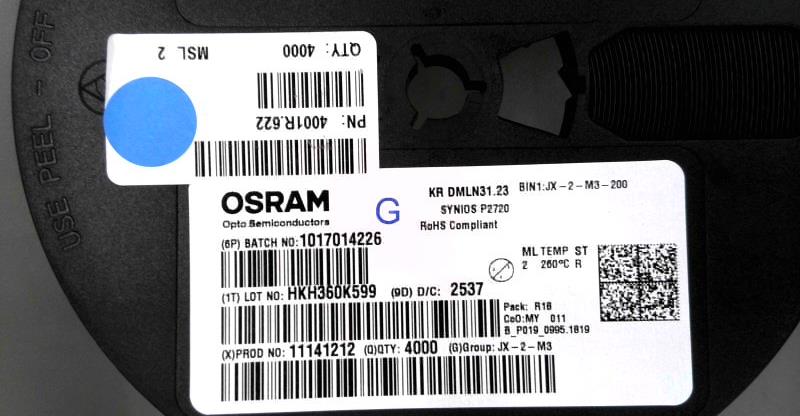 USE PEEL - OFF
QTY: 4000 MSL 2
PN: 4001R.622
OSRAM
Opto Semiconductors
G
KR DMLN31.23 BIN1:JX-2-M3-200
SYNIOS P2720
RoHS Compliant
(6P) BATCH NO:1017014226
ML TEMP ST
2 260°C R
(1T) LOT NO: HKH360K599 (9D) D/C: 2537
Pack: R18
CoO:MY 011
B_P019_0995.1819
(X)PROD NO: 11141212 (Q)QTY: 4000 (G)Group: JX-2-M3